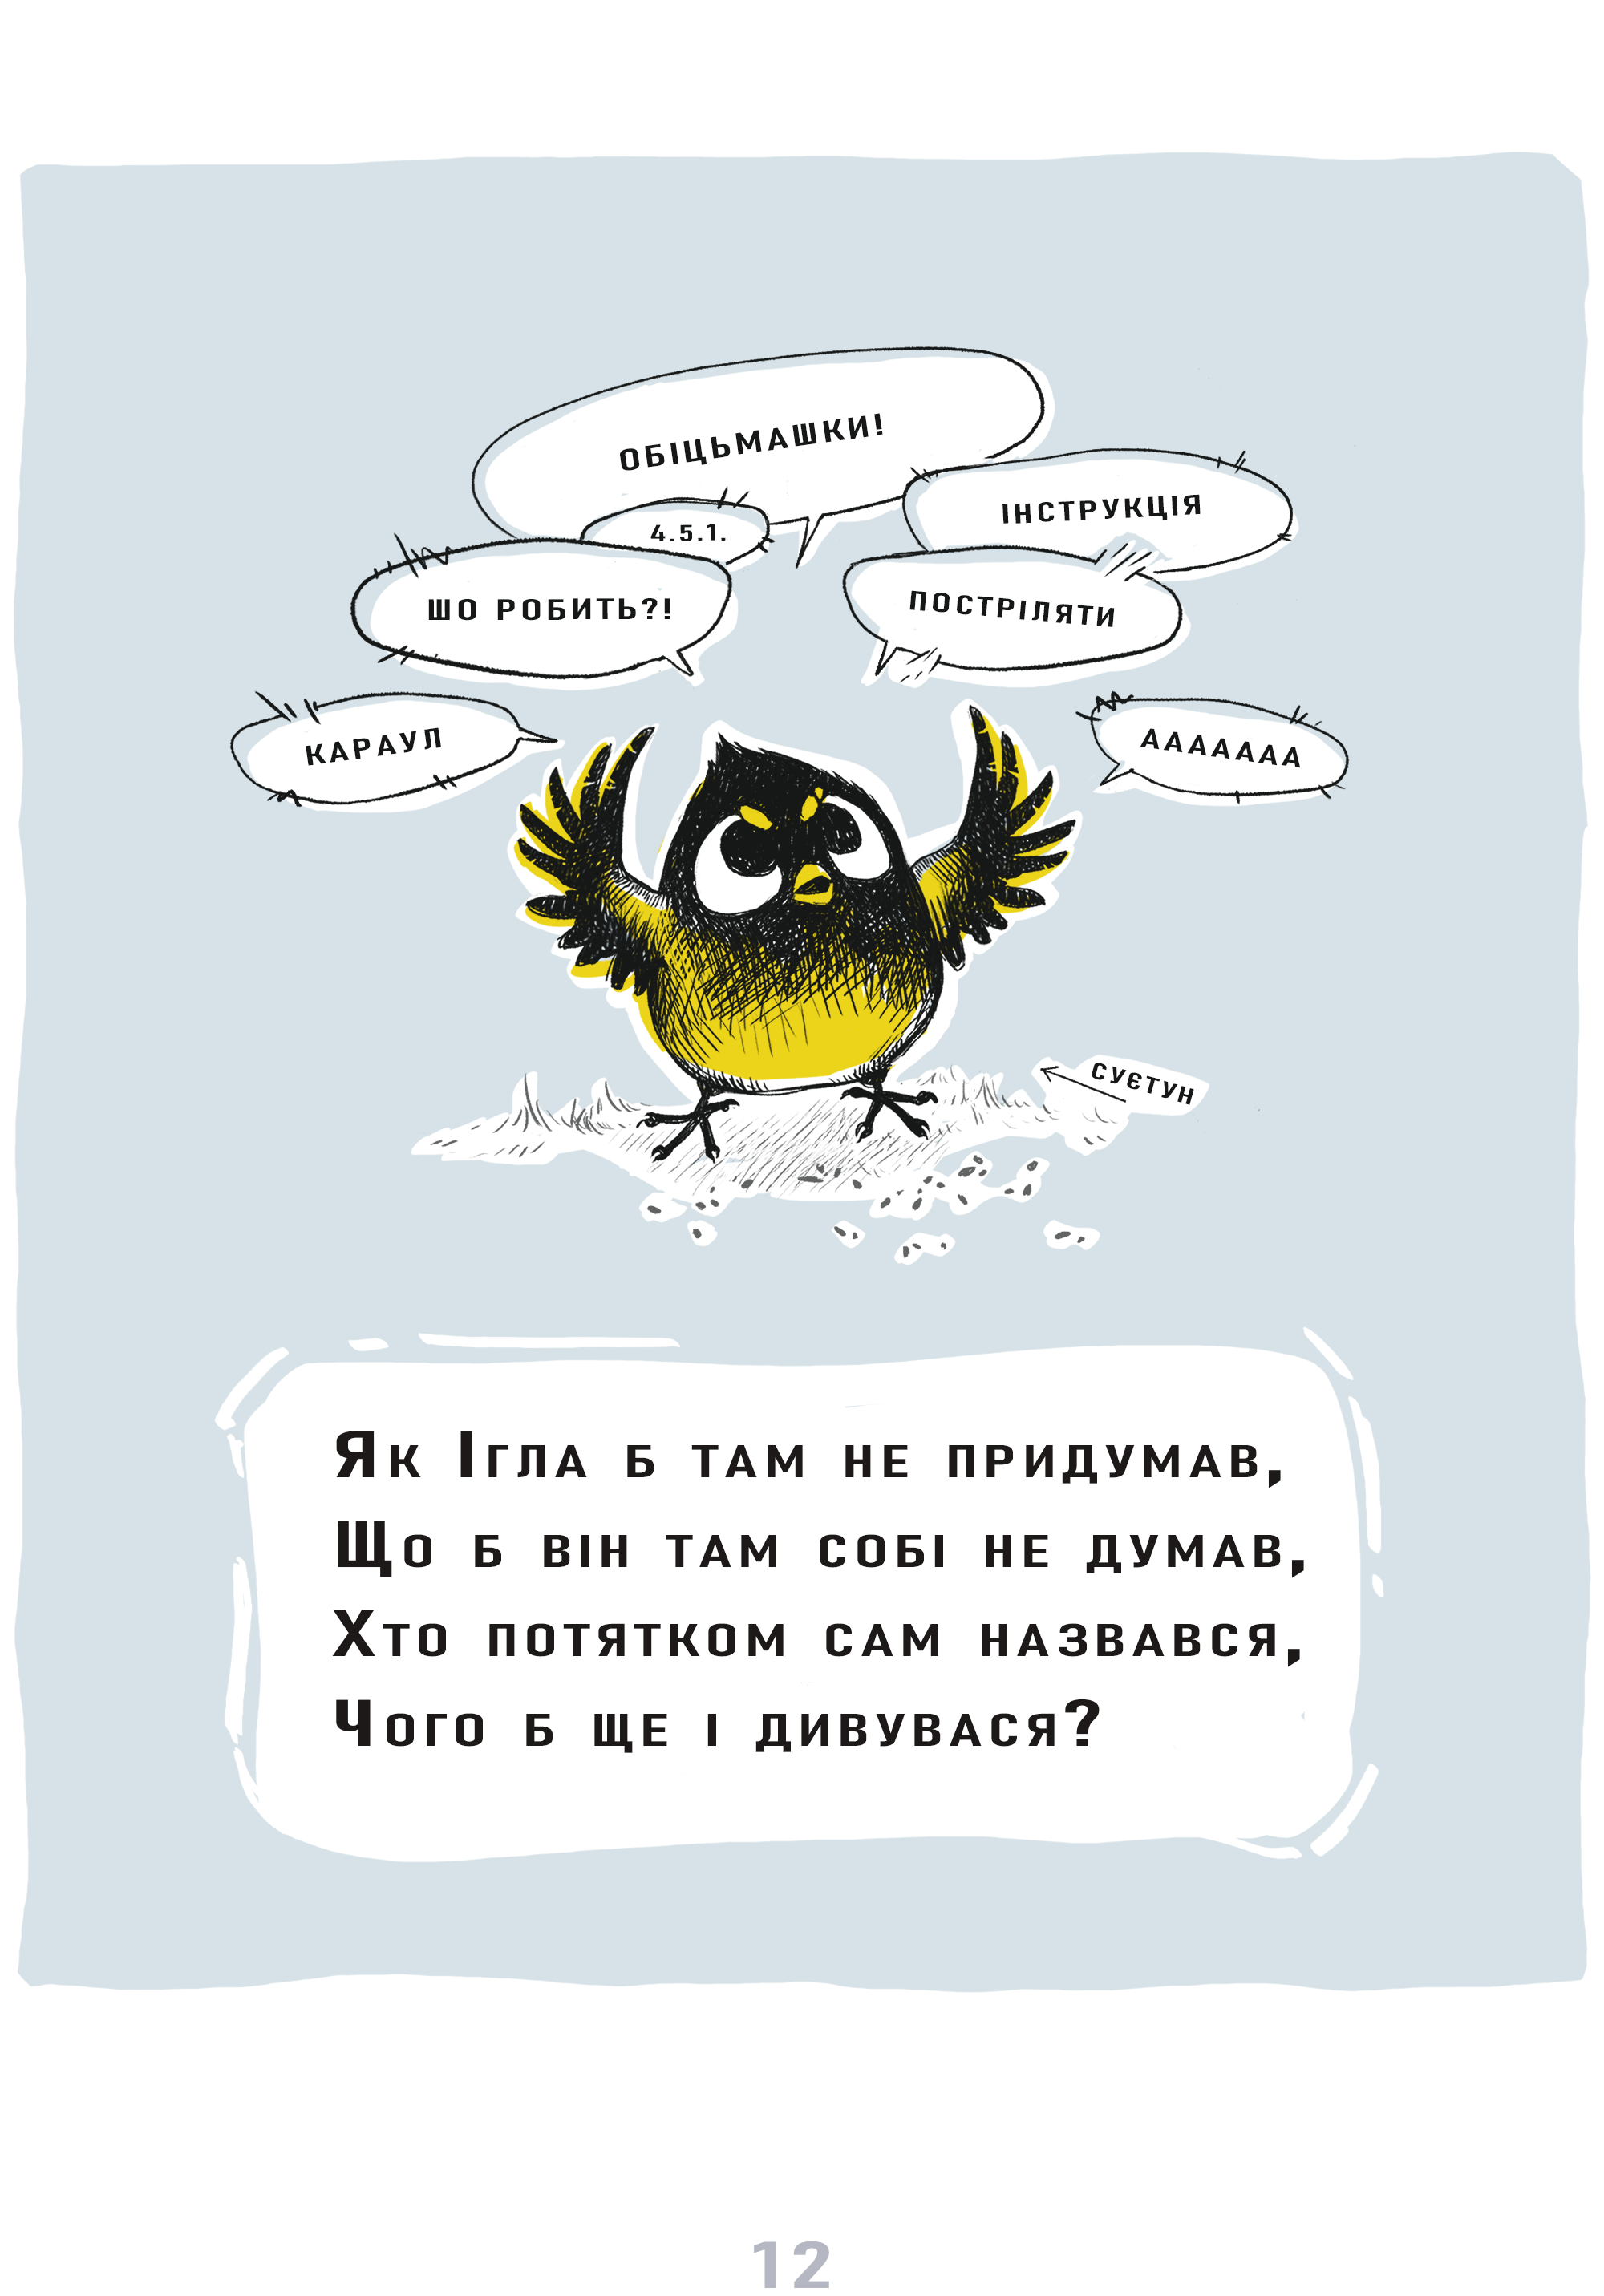 ОБІЦЬМАШКИ!
ІНСТРУКЦІЯ
4.5.1.
ШО РОБИТЬ?!
ПОСТРІЛЯТИ
КАРАУЛ
ААААААА
СУЄТУН
Як Ігла б там не придумав,
Що б він там собі не думав,
Хто потятком сам назвався,
Чого б ще і дивувася?
12